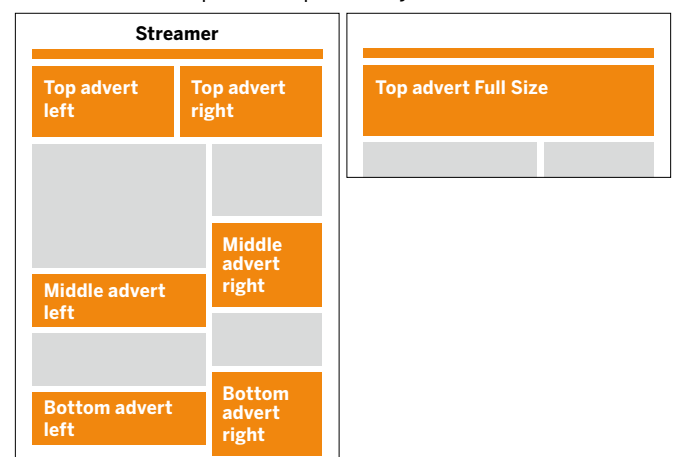 Streamer
Top advert
left
Top advert
right
Top advert Full Size
Middle
advert
right
Middle advert
left
Bottom
advert
right
Bottom advert
left